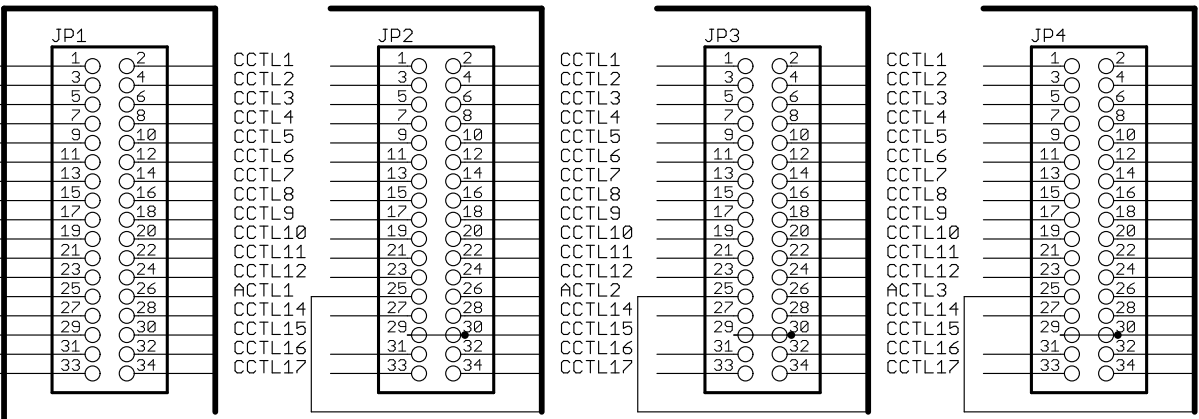 JP1 JP2 JP3 JP4
1 2 CCTL1 1 2 CCTL1 1 2 CCTL1 1 2
3 4 CCTL2 3 4 CCTL2 3 4 CCTL2 3 4
5 6 CCTL3 5 6 CCTL3 5 6 CCTL3 5 6
7 8 CCTL4 7 8 CCTL4 7 8 CCTL4 7 8
9 10 CCTL5 9 10 CCTL5 9 10 CCTL5 9 10
11 12 CCTL6 11 12 CCTL6 11 12 CCTL6 11 12
13 14 CCTL7 13 14 CCTL7 13 14 CCTL7 13 14
15 16 CCTL8 15 16 CCTL8 15 16 CCTL8 15 16
17 18 CCTL9 17 18 CCTL9 17 18 CCTL9 17 18
19 20 CCTL10 19 20 CCTL10 19 20 CCTL10 19 20
21 22 CCTL11 21 22 CCTL11 21 22 CCTL11 21 22
23 24 CCTL12 23 24 CCTL12 23 24 CCTL12 23 24
25 26 ACTL1 25 26 ACTL2 25 26 ACTL3 25 26
27 28 CCTL14 27 28 CCTL14 27 28 CCTL14 27 28
29 30 CCTL15 29 30 CCTL15 29 30 CCTL15 29 30
31 32 CCTL16 31 32 CCTL16 31 32 CCTL16 31 32
33 34 CCTL17 33 34 CCTL17 33 34 CCTL17 33 34